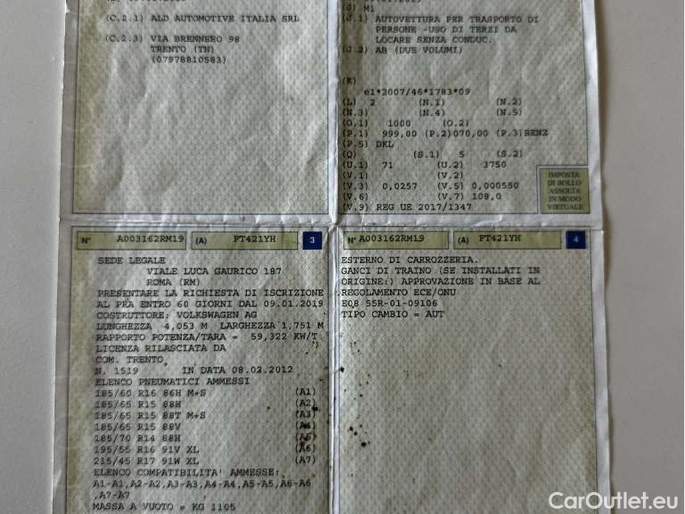 (C.2.1) ALD AUTOMOTIVE ITALIA SRL
(C.2.3) VIA BRENNERO 98
TRENTO (TN)
(07978810583)
(J) M1
(J.1) AUTOVETTURA PER TRASPORTO DI
PERSONE -USO DI TERZI DA
LOCARE SENZA CONDUC.
(J.2) AB (DUE VOLUMI)
(K)
e1*2007/46*1783*09
(L) 2 (N.1) (N.2)
(N.3) (N.4) (N.5)
(O.1) 1000 (O.2)
(P.1) 999,00 (P.2)070,00 (P.3)BENZ
(P.5) DKL
(Q) (S.1) 5 (S.2)
(U.1) 71 (U.2) 3750
(V.1) (V.2)
(V.3) 0,0257 (V.5) 0,000550
(V.6) (V.7) 108,0
(V.9) REG UE 2017/1347
IMPOSTA
DI BOLLO
ASSOLTA
IN MODO
VIRTUALE
N° A003162RM19 (A) FT421YH 3
SEDE LEGALE
VIALE LUCA GAURICO 187
ROMA (RM)
PRESENTARE LA RICHIESTA DI ISCRIZIONE
AL PRA ENTRO 60 GIORNI DAL 09.01.2019
COSTRUTTORE: VOLKSWAGEN AG
LUNGHEZZA 4,053 M LARGHEZZA 1,751 M
RAPPORTO POTENZA/TARA = 59,322 KW/T
LICENZA RILASCIATA DA
COM. TRENTO
N. 1519 IN DATA 08.02.2012
ELENCO PNEUMATICI AMMESSI
185/60 R16 86H M+S (A1)
185/65 R15 88H (A2)
185/65 R15 88T M+S (A3)
185/65 R15 88V (A4)
185/70 R14 88H (A5)
195/55 R16 91V XL (A6)
215/45 R17 91W XL (A7)
ELENCO COMPATIBILITA' AMMESSE:
A1-A1,A2-A2,A3-A3,A4-A4,A5-A5,A6-A6
,A7-A7
MASSA A VUOTO = KG 1105
N° A003162RM19 (A) FT421YH 4
ESTERNO DI CARROZZERIA.
GANCI DI TRAINO (SE INSTALLATI IN
ORIGINE:) APPROVAZIONE IN BASE AL
REGOLAMENTO ECE/ONU
EQ8 55R-01-09106
TIPO CAMBIO = AUT
CarOutlet.eu